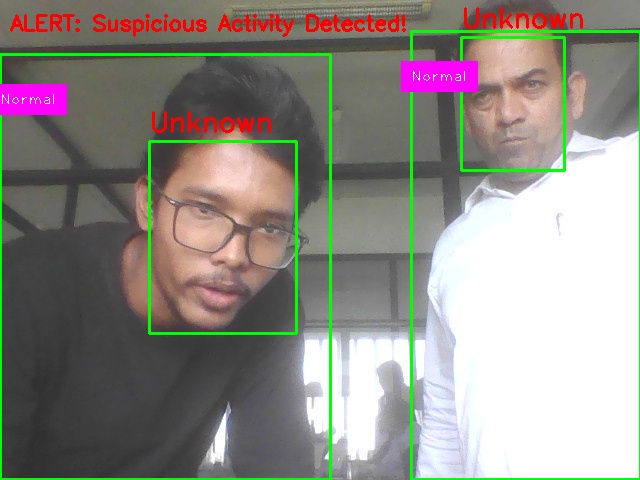 ALERT: Suspicious Activity Detected!
Unknown
Normal
Normal
Unknown